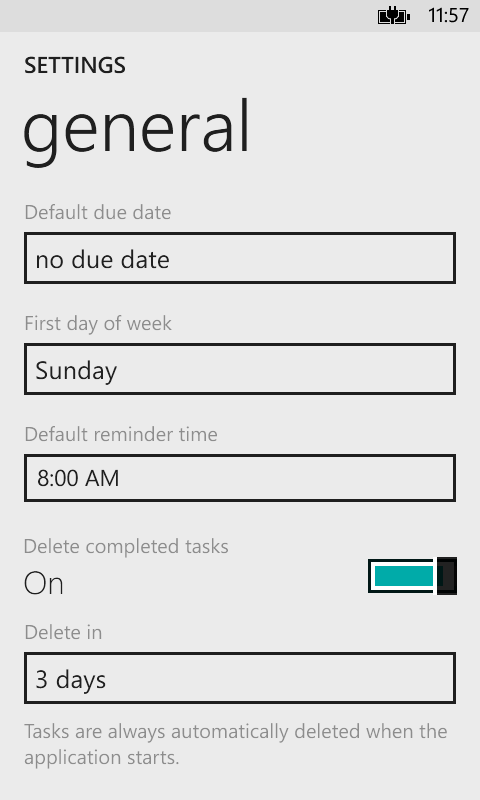 11:57
SETTINGS
general
Default due date
no due date
First day of week
Sunday
Default reminder time
8:00 AM
Delete completed tasks
On
Delete in
3 days
Tasks are always automatically deleted when the
application starts.